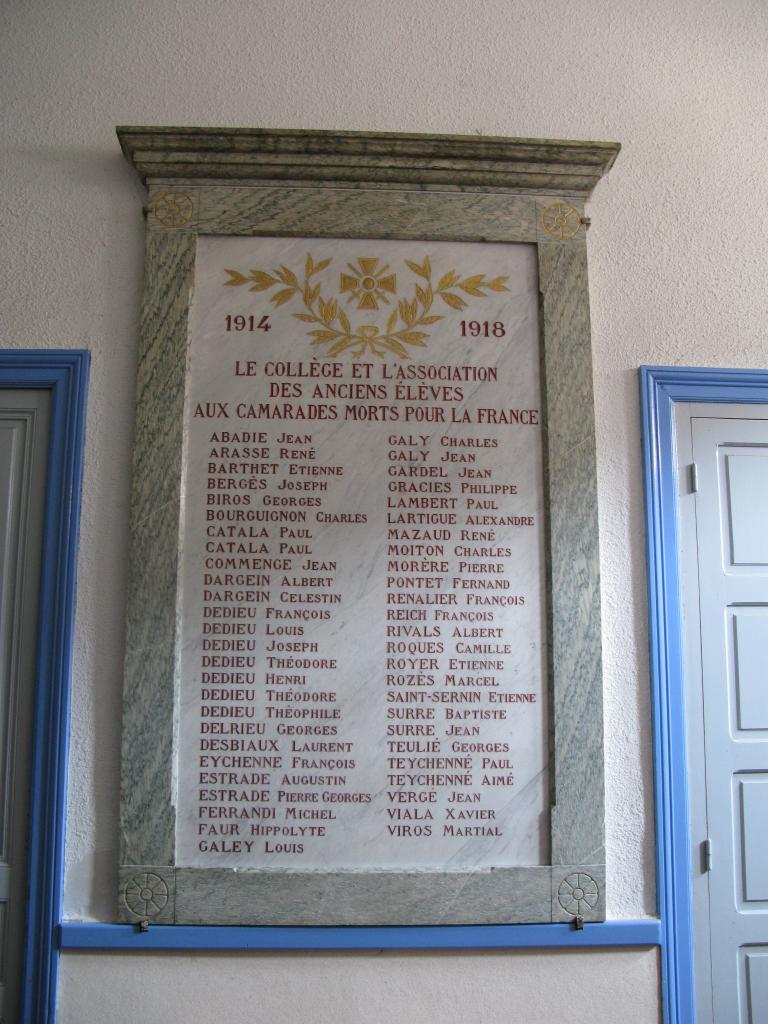 1914 1918
LE COLLÈGE ET L'ASSOCIATION
DES ANCIENS ÉLÈVES
AUX CAMARADES MORTS POUR LA FRANCE
ABADIE JEAN
ARASSE RENÉ
BARTHET ETIENNE
BERGÈS JOSEPH
BIROS GEORGES
BOURGUIGNON CHARLES
CATALA PAUL
CATALA PAUL
COMMENGE JEAN
DARGEIN ALBERT
DARGEIN CELESTIN
DEDIEU FRANÇOIS
DEDIEU LOUIS
DEDIEU JOSEPH
DEDIEU THÉODORE
DEDIEU HENRI
DEDIEU THÉODORE
DEDIEU THÉOPHILE
DELRIEU GEORGES
DESBIAUX LAURENT
EYCHENNE FRANÇOIS
ESTRADE AUGUSTIN
ESTRADE PIERRE GEORGES
FERRANDI MICHEL
FAUR HIPPOLYTE
GALEY LOUIS
GALY CHARLES
GALY JEAN
GARDEL JEAN
GRACIES PHILIPPE
LAMBERT PAUL
LARTIGUE ALEXANDRE
MAZAUD RENÉ
MOITON CHARLES
MORÈRE PIERRE
PONTET FERNAND
RENALIER FRANÇOIS
REICH FRANÇOIS
RIVALS ALBERT
ROQUES CAMILLE
ROYER ETIENNE
ROZÈS MARCEL
SAINT-SERNIN ETIENNE
SURRE BAPTISTE
SURRE JEAN
TEULIÉ GEORGES
TEYCHENNÉ PAUL
TEYCHENNÉ AIMÉ
VERGÉ JEAN
VIALA XAVIER
VIROS MARTIAL